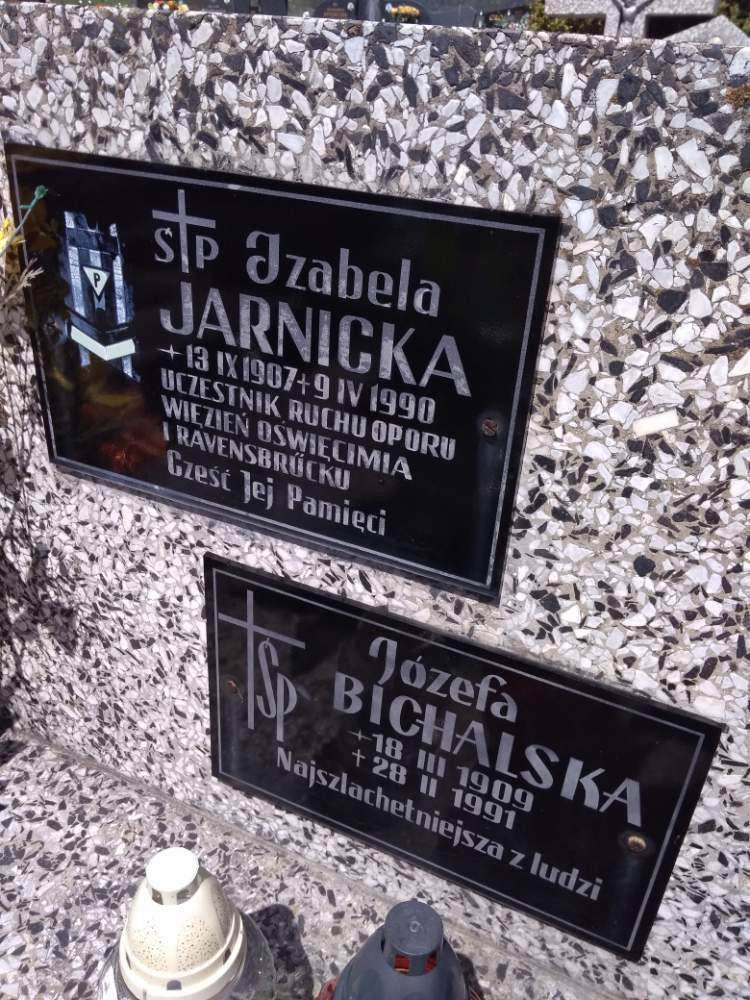 P
ŚP Izabela
JARNICKA
+13 IX 1907+9 IV 1990
UCZESTNIK RUCHU OPORU
WIĘZIEŃ OŚWIĘCIMIA
I RAVENSBRŰCKU
Cześć Jej Pamięci
ŚP
Józefa
BICHALSKA
+18 III 1909
+ 28 II 1991
Najszlachetniejsza z ludzi